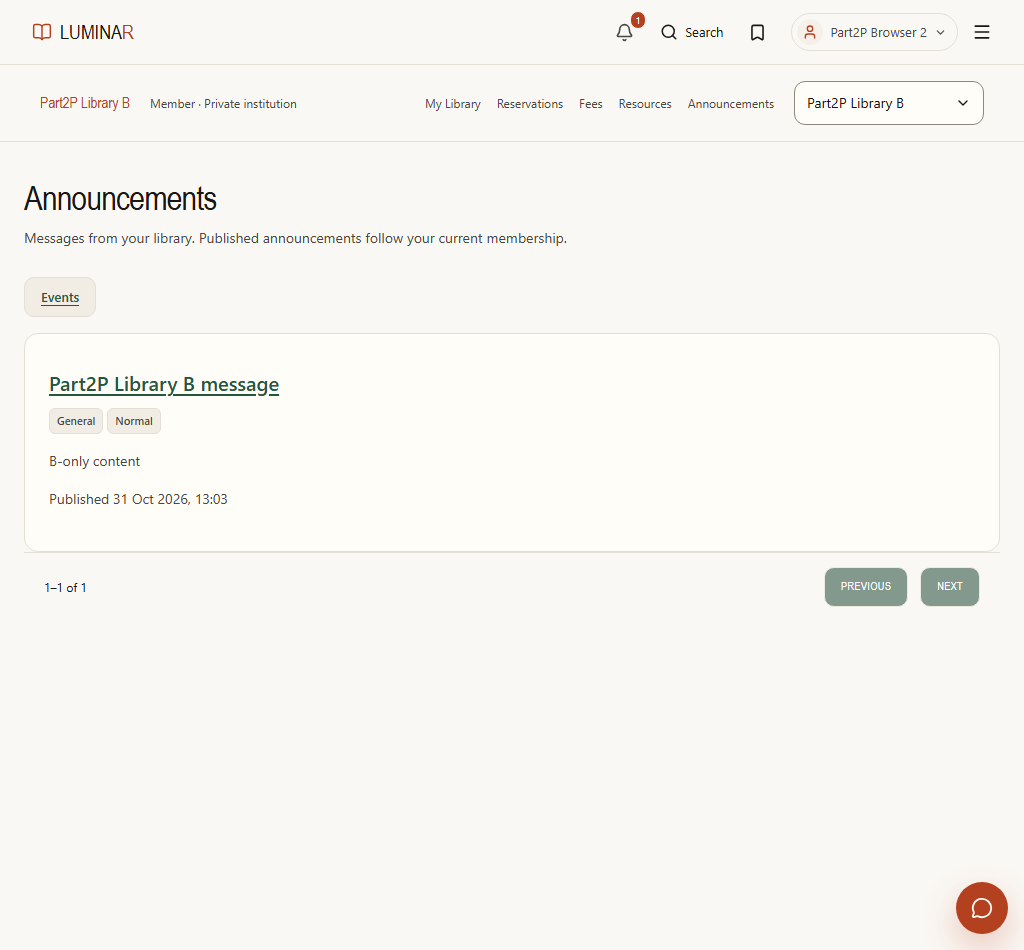 LUMINAR
1
Search
Part2P Browser 2
Part2P Library B
Member · Private institution
My Library
Reservations
Fees
Resources
Announcements
Part2P Library B
Announcements
Messages from your library. Published announcements follow your current membership.
Events
Part2P Library B message
General
Normal
B-only content
Published 31 Oct 2026, 13:03
1–1 of 1
PREVIOUS
NEXT